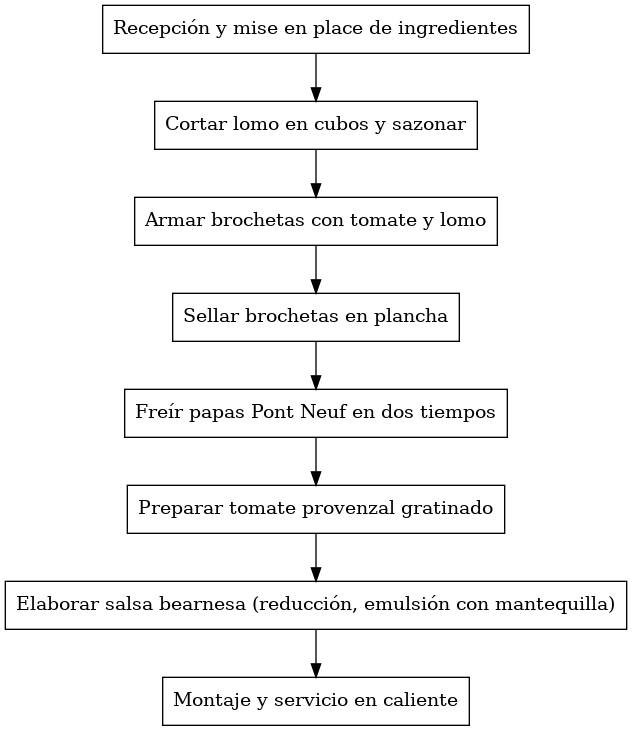 Recepción y mise en place de ingredientes
Cortar lomo en cubos y sazonar
Armar brochetas con tomate y lomo
Sellar brochetas en plancha
Freír papas Pont Neuf en dos tiempos
Preparar tomate provenzal gratinado
Elaborar salsa bearnesa (reducción, emulsión con mantequilla)
Montaje y servicio en caliente